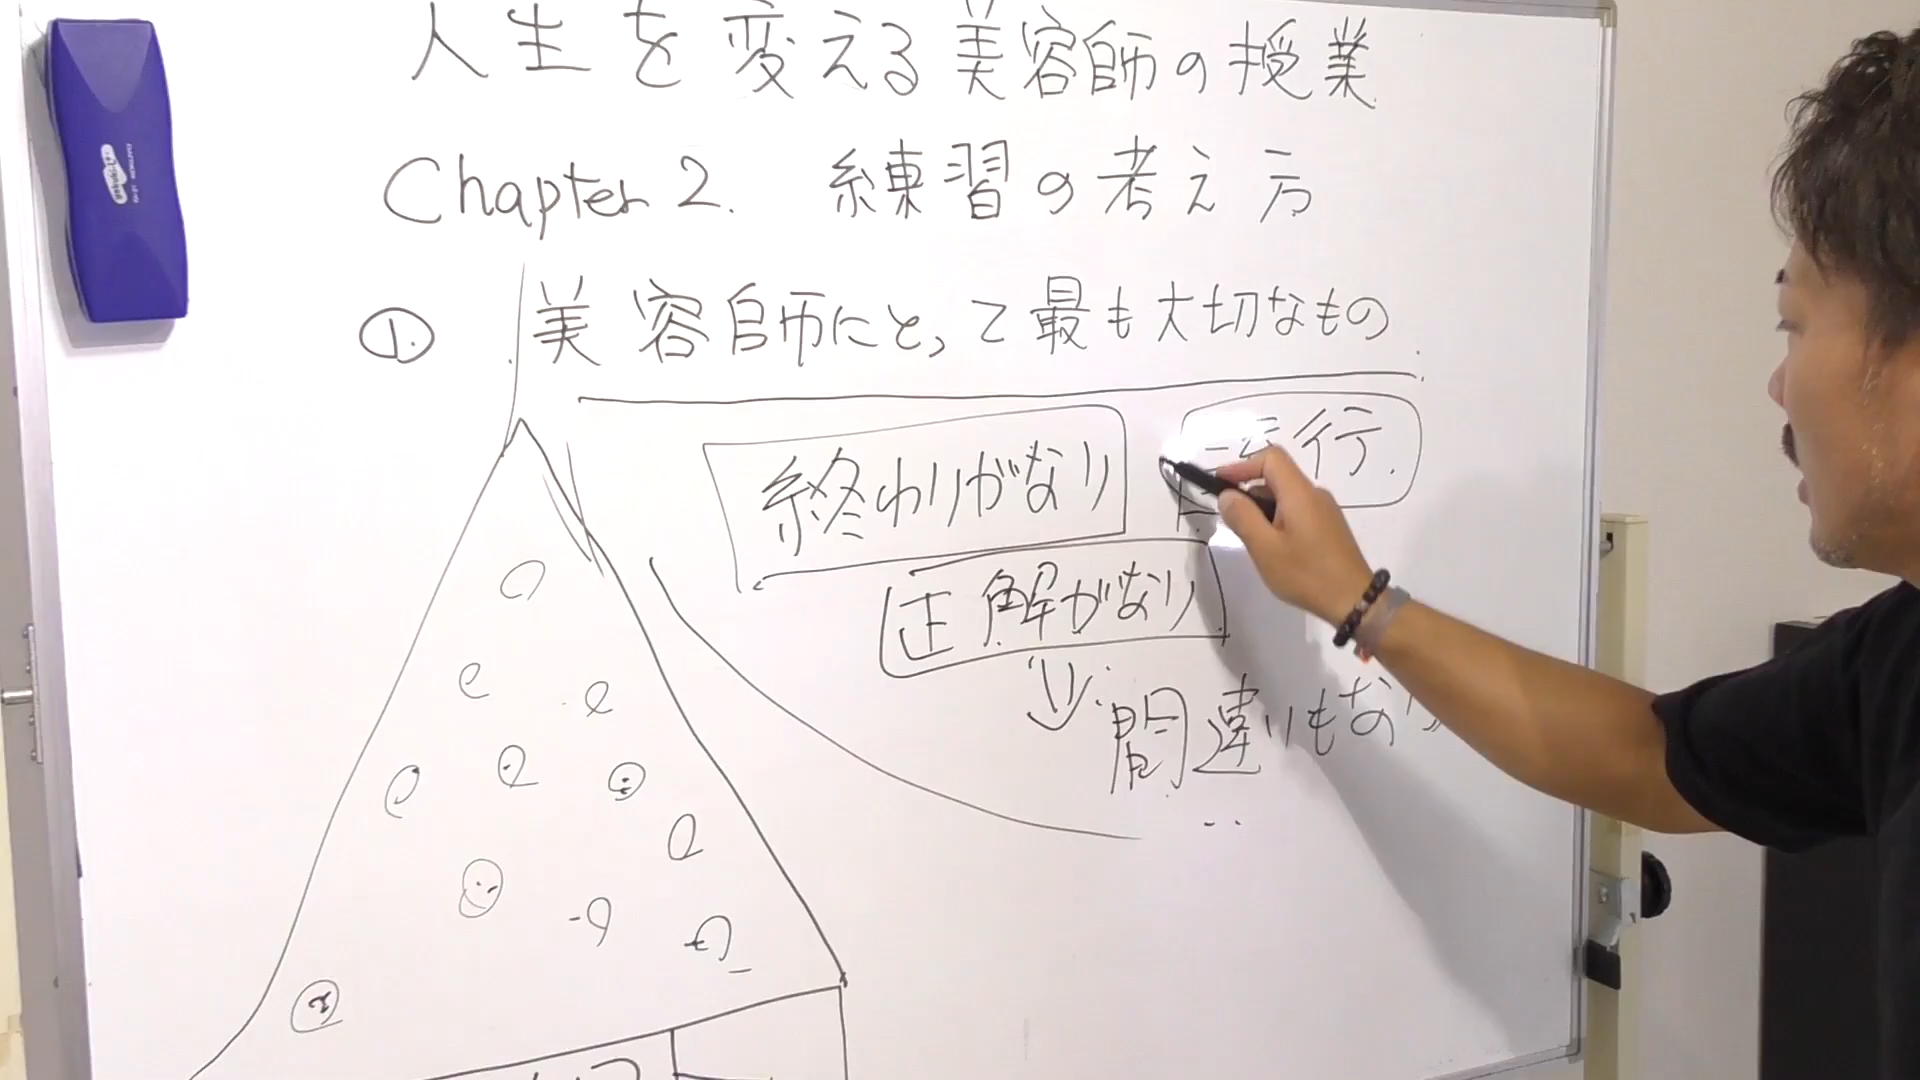 人生を変える美容師の授業
Chapter 2. 練習の考え方
① 美容師にとって最も大切なもの
終わりがない
正解がない
間違いもない